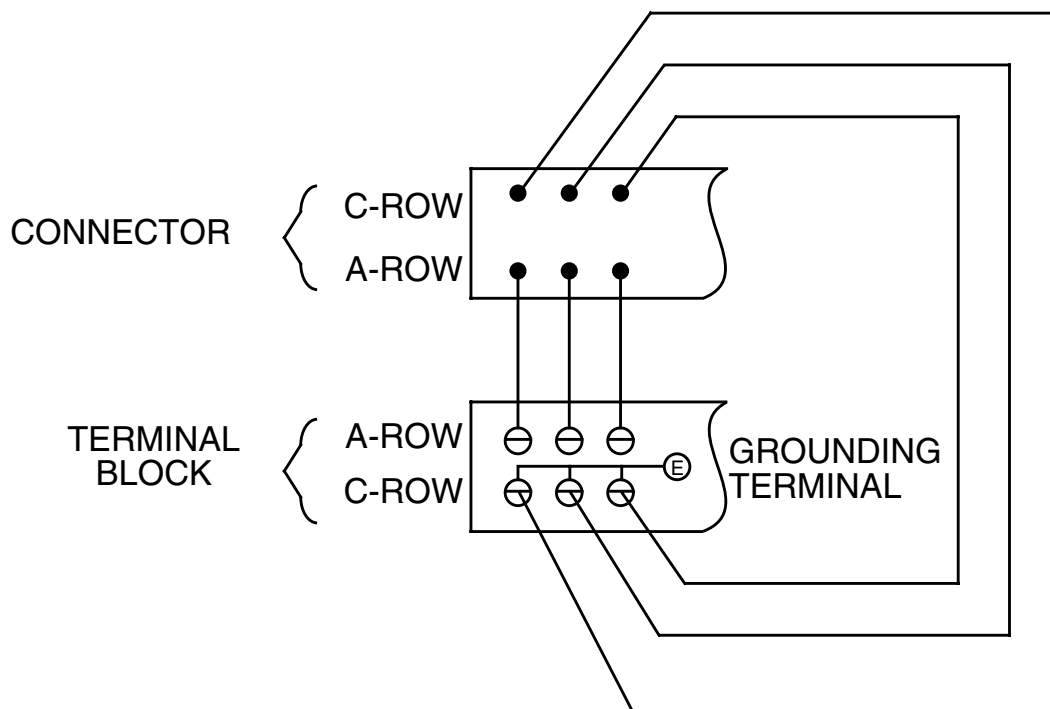 CONNECTOR
C-ROW
A-ROW
TERMINAL
BLOCK
A-ROW
C-ROW
E
GROUNDING
TERMINAL